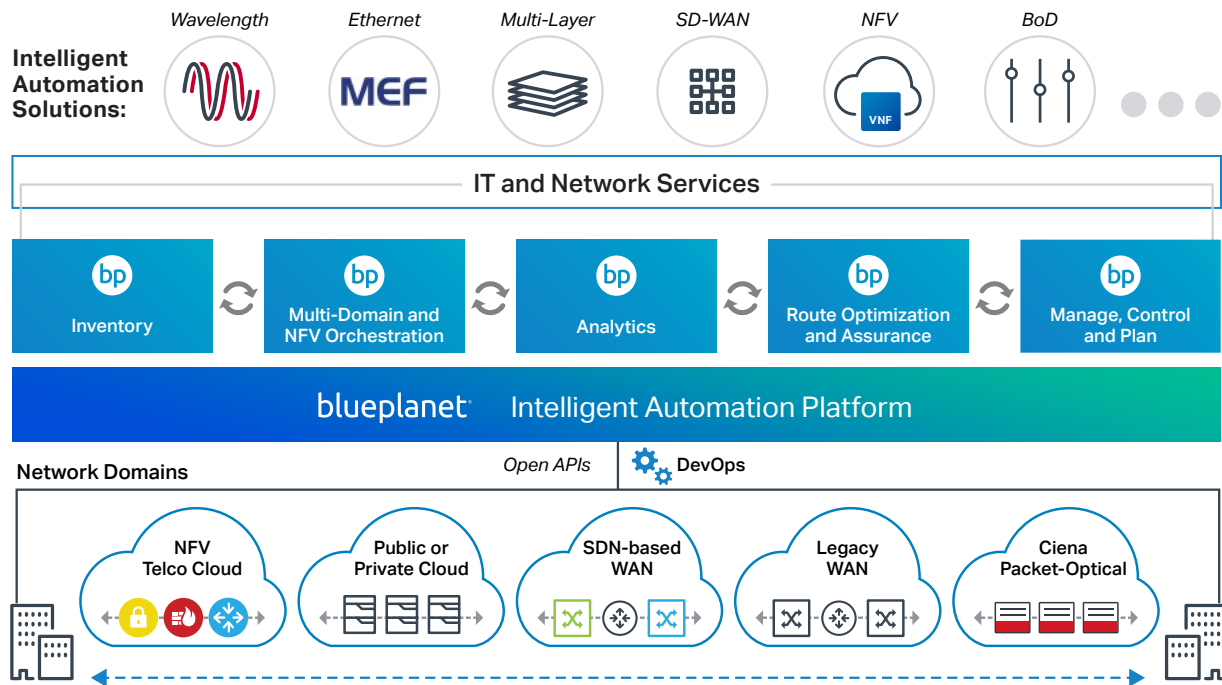 Wavelength
Ethernet
Multi-Layer
SD-WAN
NFV
BoD
Intelligent
Automation
Solutions:
MEF
VNF
IT and Network Services
bp
Inventory
bp
Multi-Domain and
NFV Orchestration
bp
Analytics
bp
Route Optimization
and Assurance
bp
Manage, Control
and Plan
blueplanet Intelligent Automation Platform
Network Domains
Open APIs
DevOps
NFV
Telco Cloud
Public or
Private Cloud
SDN-based
WAN
Legacy
WAN
Ciena
Packet-Optical